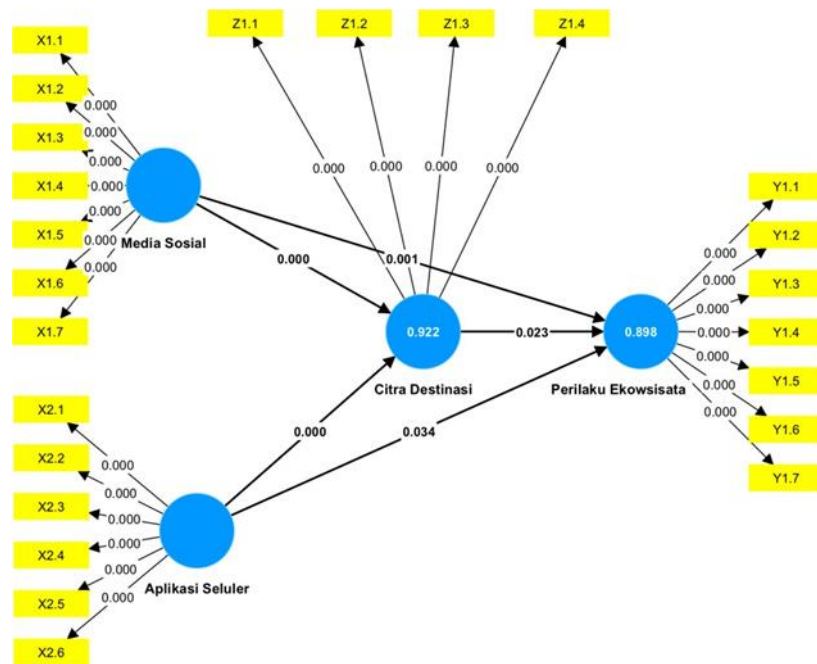 Z1.1
Z1.2
Z1.3
Z1.4
X1.1
X1.2
X1.3
X1.4
X1.5
X1.6
X1.7
0.000
0.000
0.000
0.000
0.000
0.000
0.000
Media Sosial
0.000
0.000
0.000
0.000
0.000
0.001
0.922
Citra Destinasi
0.023
0.898
Perilaku Ekowsisata
0.000
0.000
0.000
0.000
0.000
0.000
0.000
Y1.1
Y1.2
Y1.3
Y1.4
Y1.5
Y1.6
Y1.7
0.000
0.034
X2.1
X2.2
X2.3
X2.4
X2.5
X2.6
0.000
0.000
0.000
0.000
0.000
0.000
Aplikasi Seluler